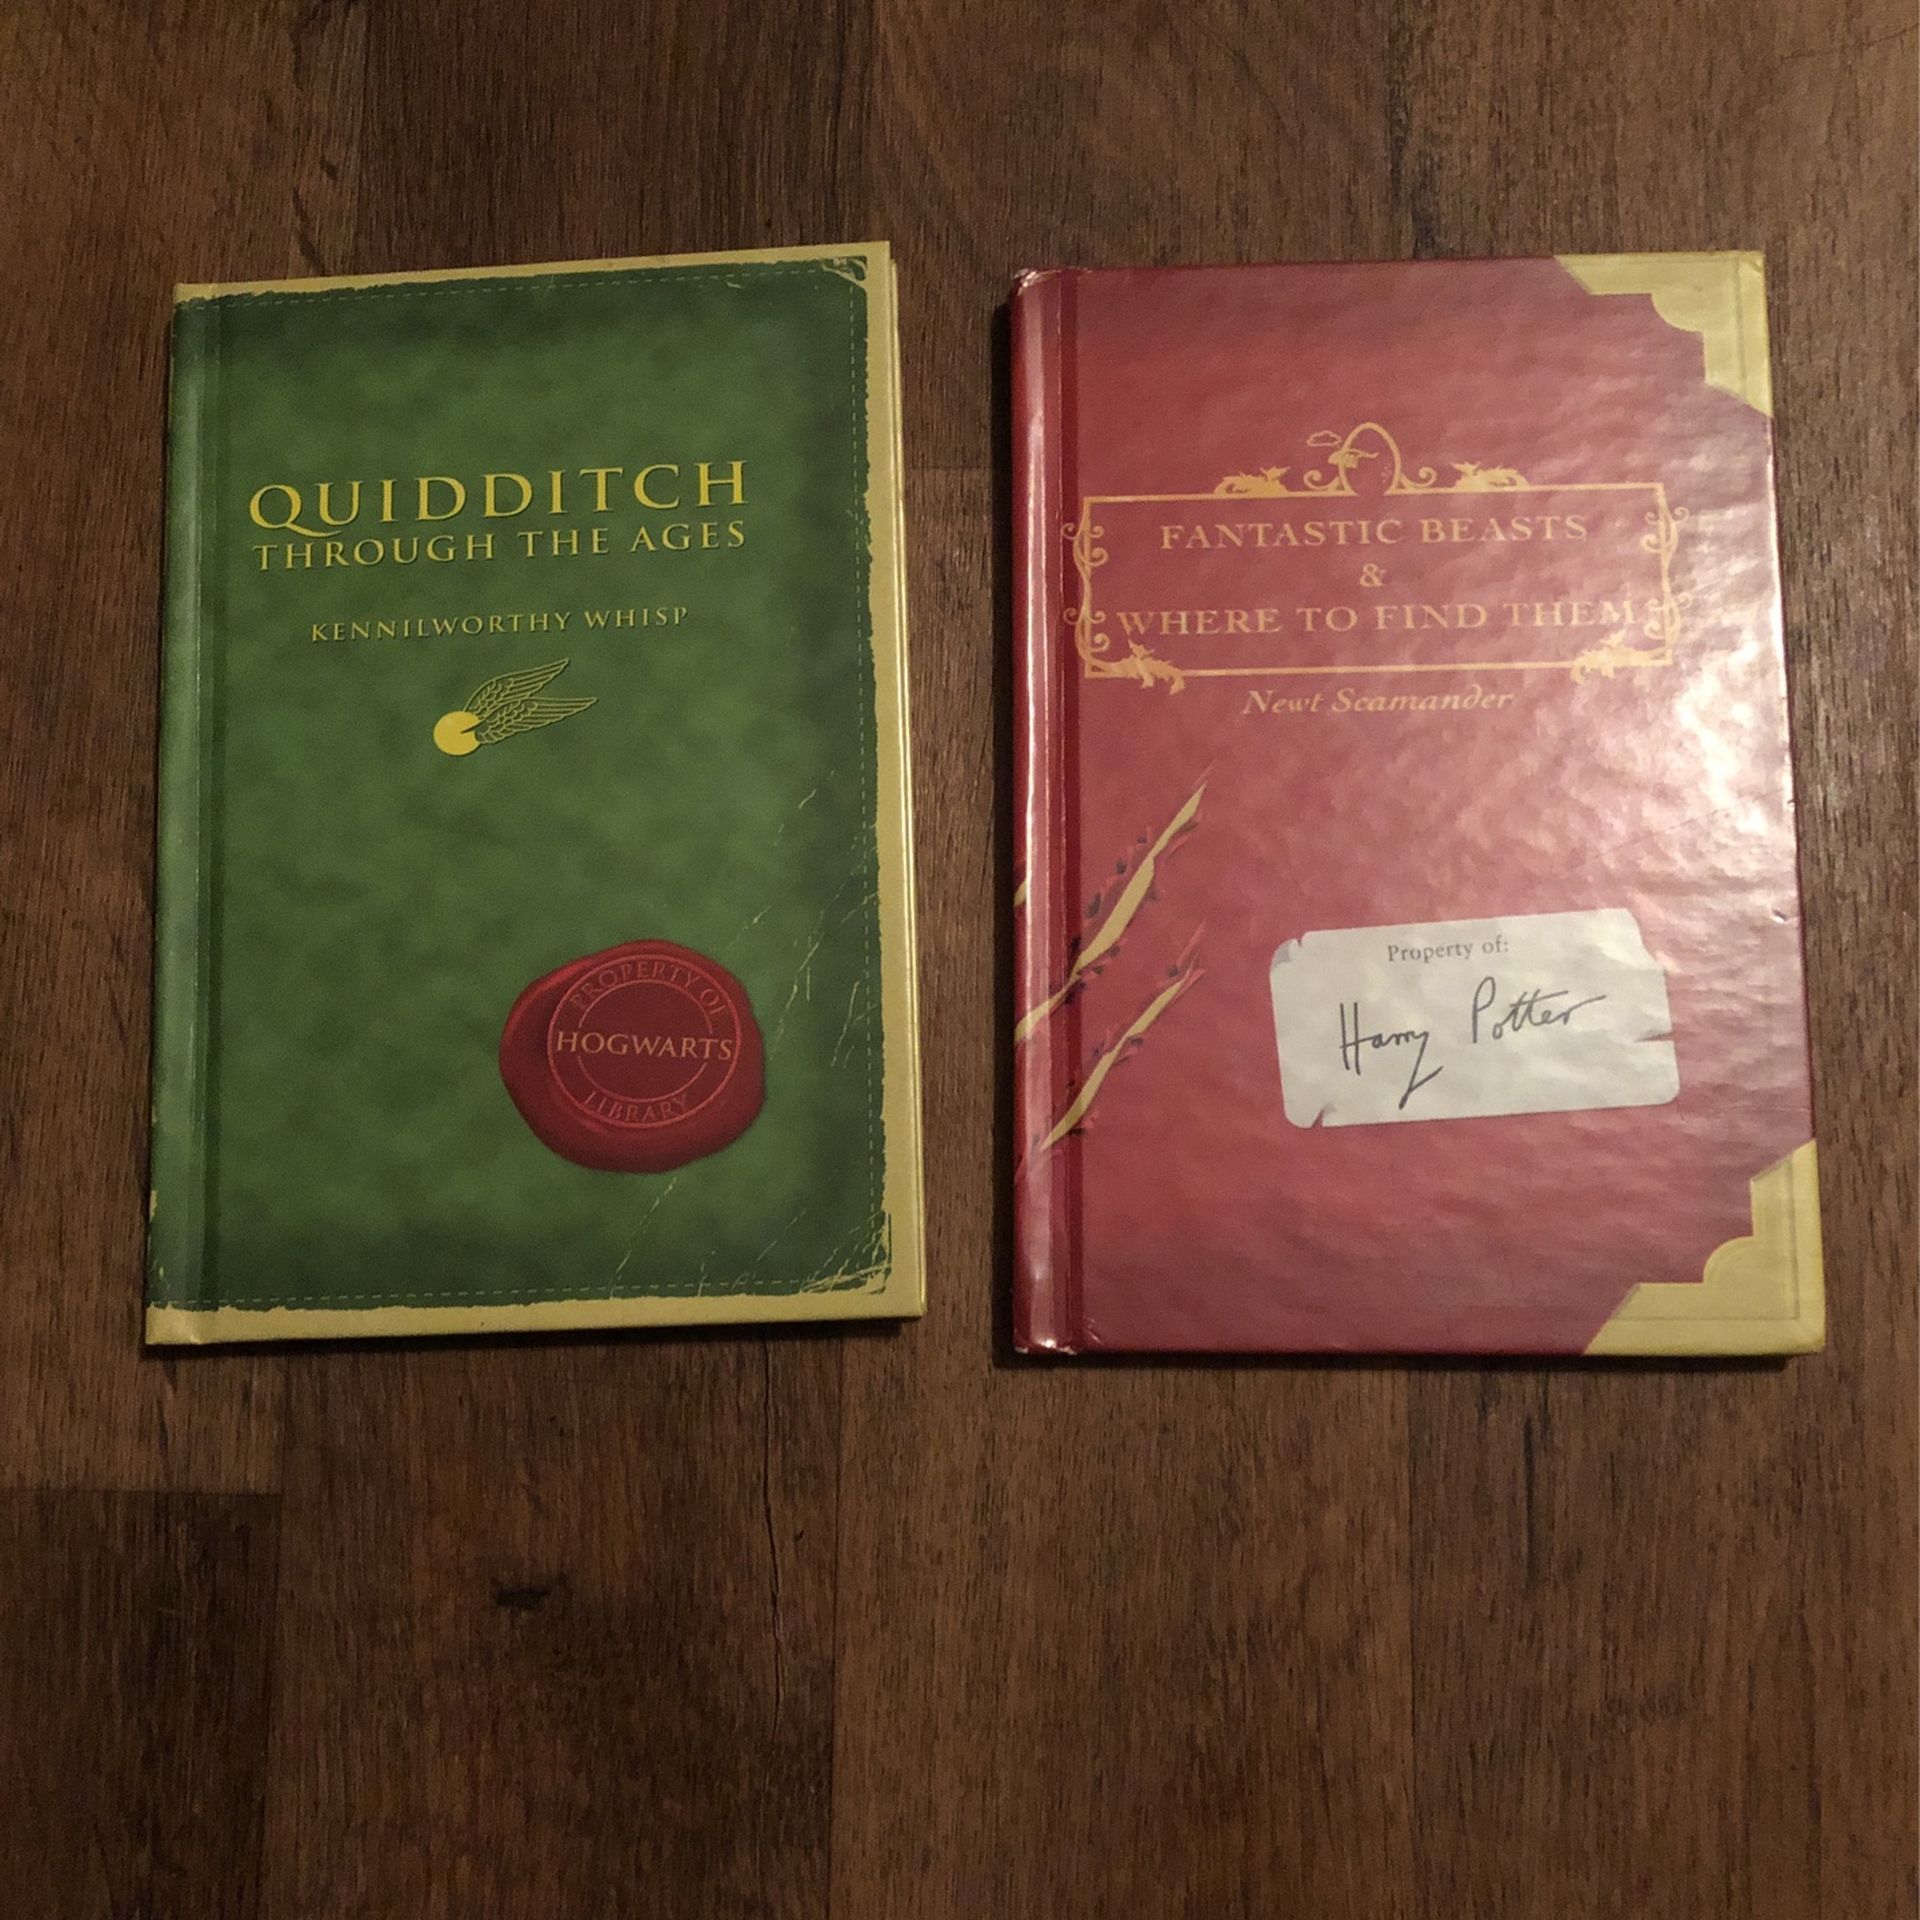 QUIDDITCH
THROUGH THE AGES
KENNILWORTHY WHISP
PROPERTY OF
HOGWARTS
LIBRARY
FANTASTIC BEASTS
&
WHERE TO FIND THEM
Newt Scamander
Property of:
Harry Potter